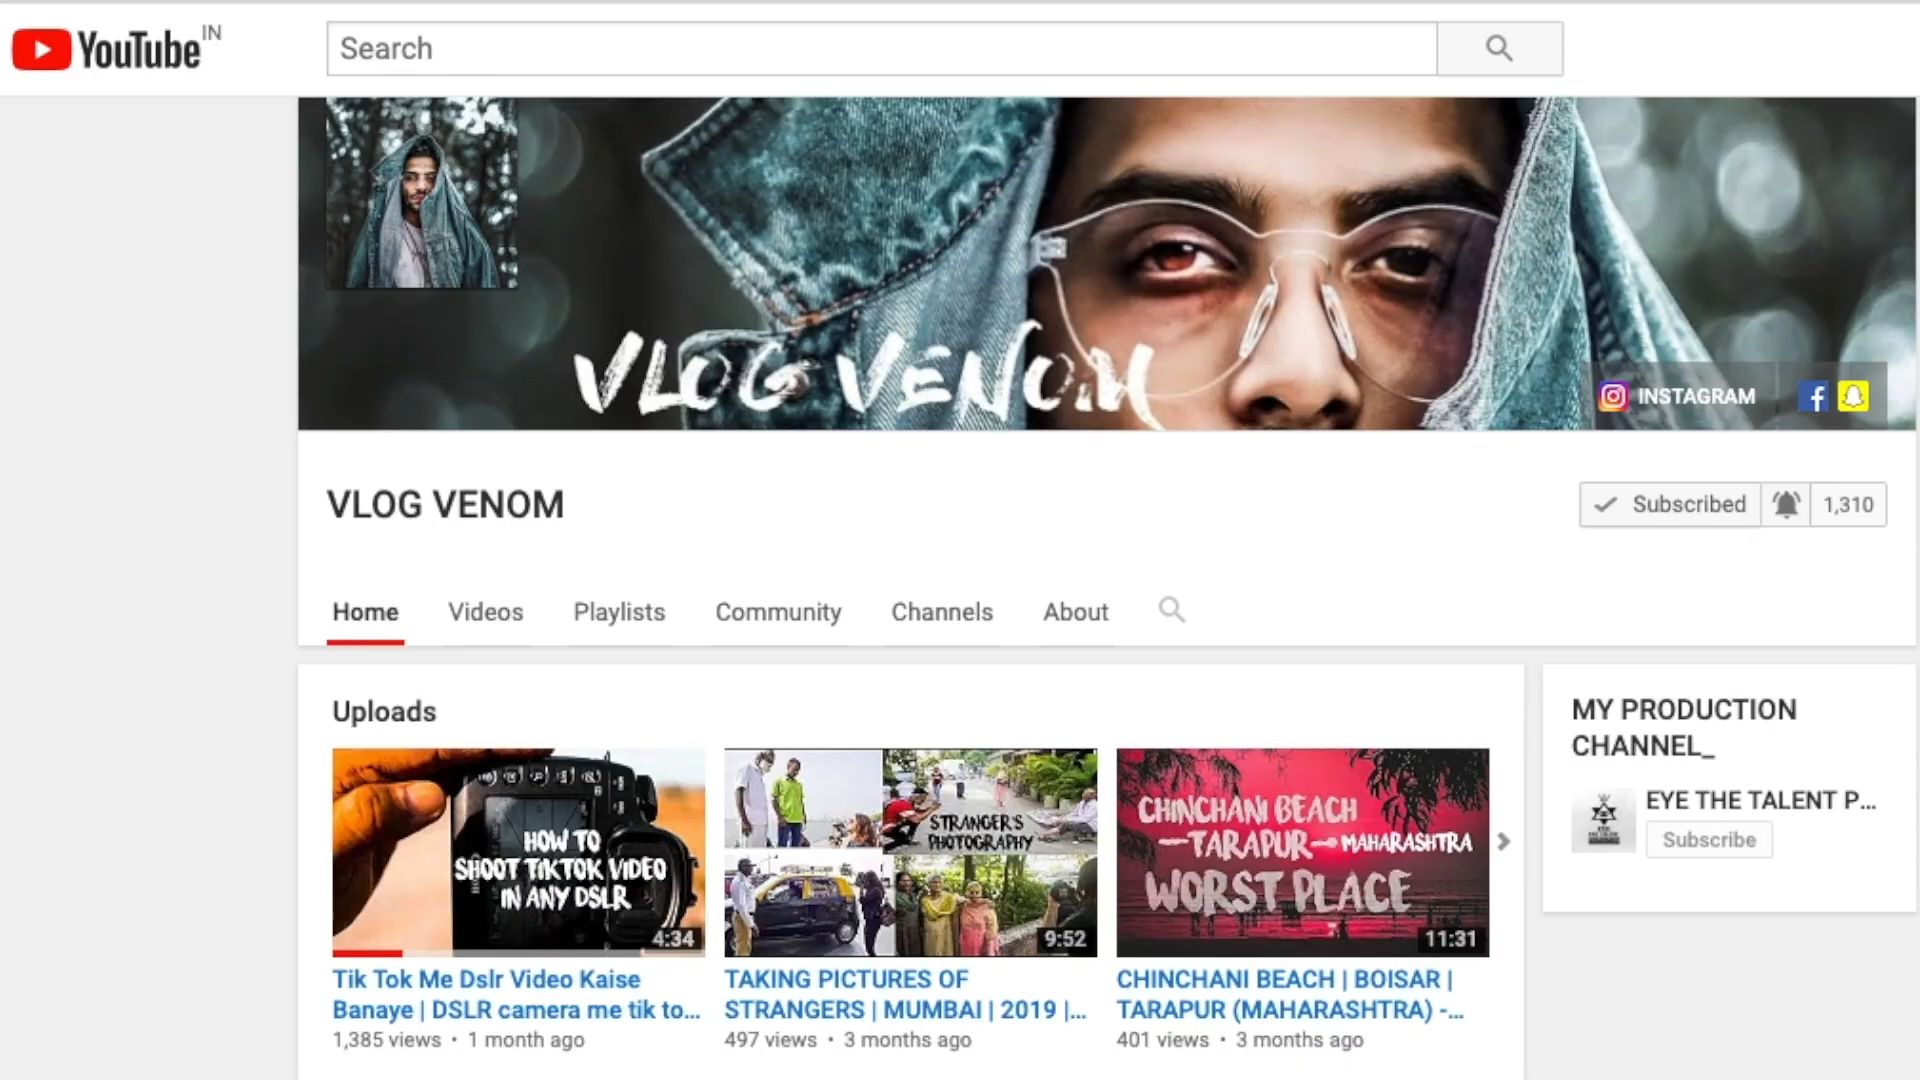 YouTube IN
Search
VLOG VENOM
INSTAGRAM
VLOG VENOM
Subscribed 1,310
Home Videos Playlists Community Channels About
Uploads
HOW TO
SHOOT TIKTOK VIDEO
IN ANY DSLR
4:34
Tik Tok Me Dslr Video Kaise
Banaye | DSLR camera me tik to...
1,385 views • 1 month ago
STRANGER'S
PHOTOGRAPHY
9:52
TAKING PICTURES OF
STRANGERS | MUMBAI | 2019 |...
497 views • 3 months ago
CHINCHANI BEACH
—TARAPUR— MAHARASHTRA
WORST PLACE
11:31
CHINCHANI BEACH | BOISAR |
TARAPUR (MAHARASHTRA) -...
401 views • 3 months ago
MY PRODUCTION
CHANNEL_
EYE THE TALENT P...
Subscribe